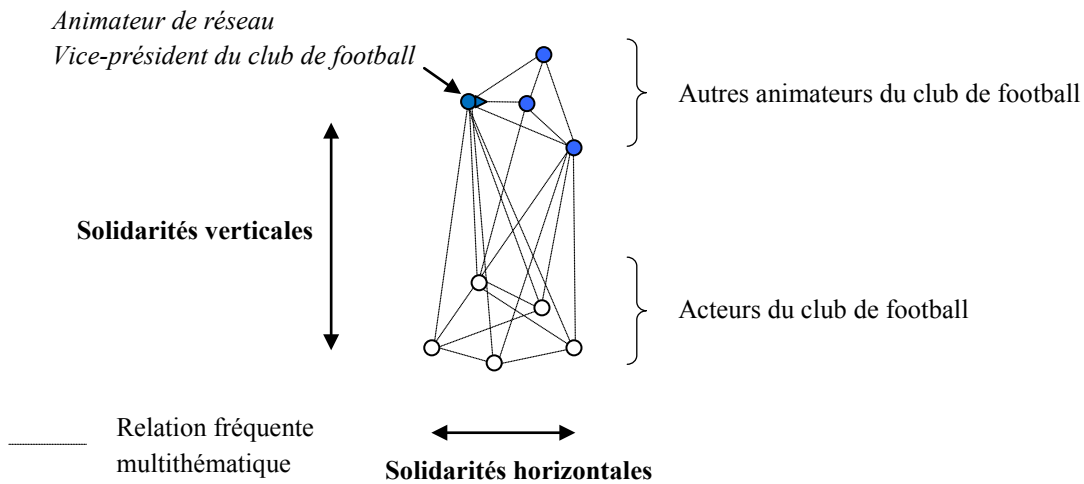 Animateur de réseau
Vice-président du club de football
Autres animateurs du club de football
Solidarités verticales
Acteurs du club de football
Relation fréquente
multithématique
Solidarités horizontales